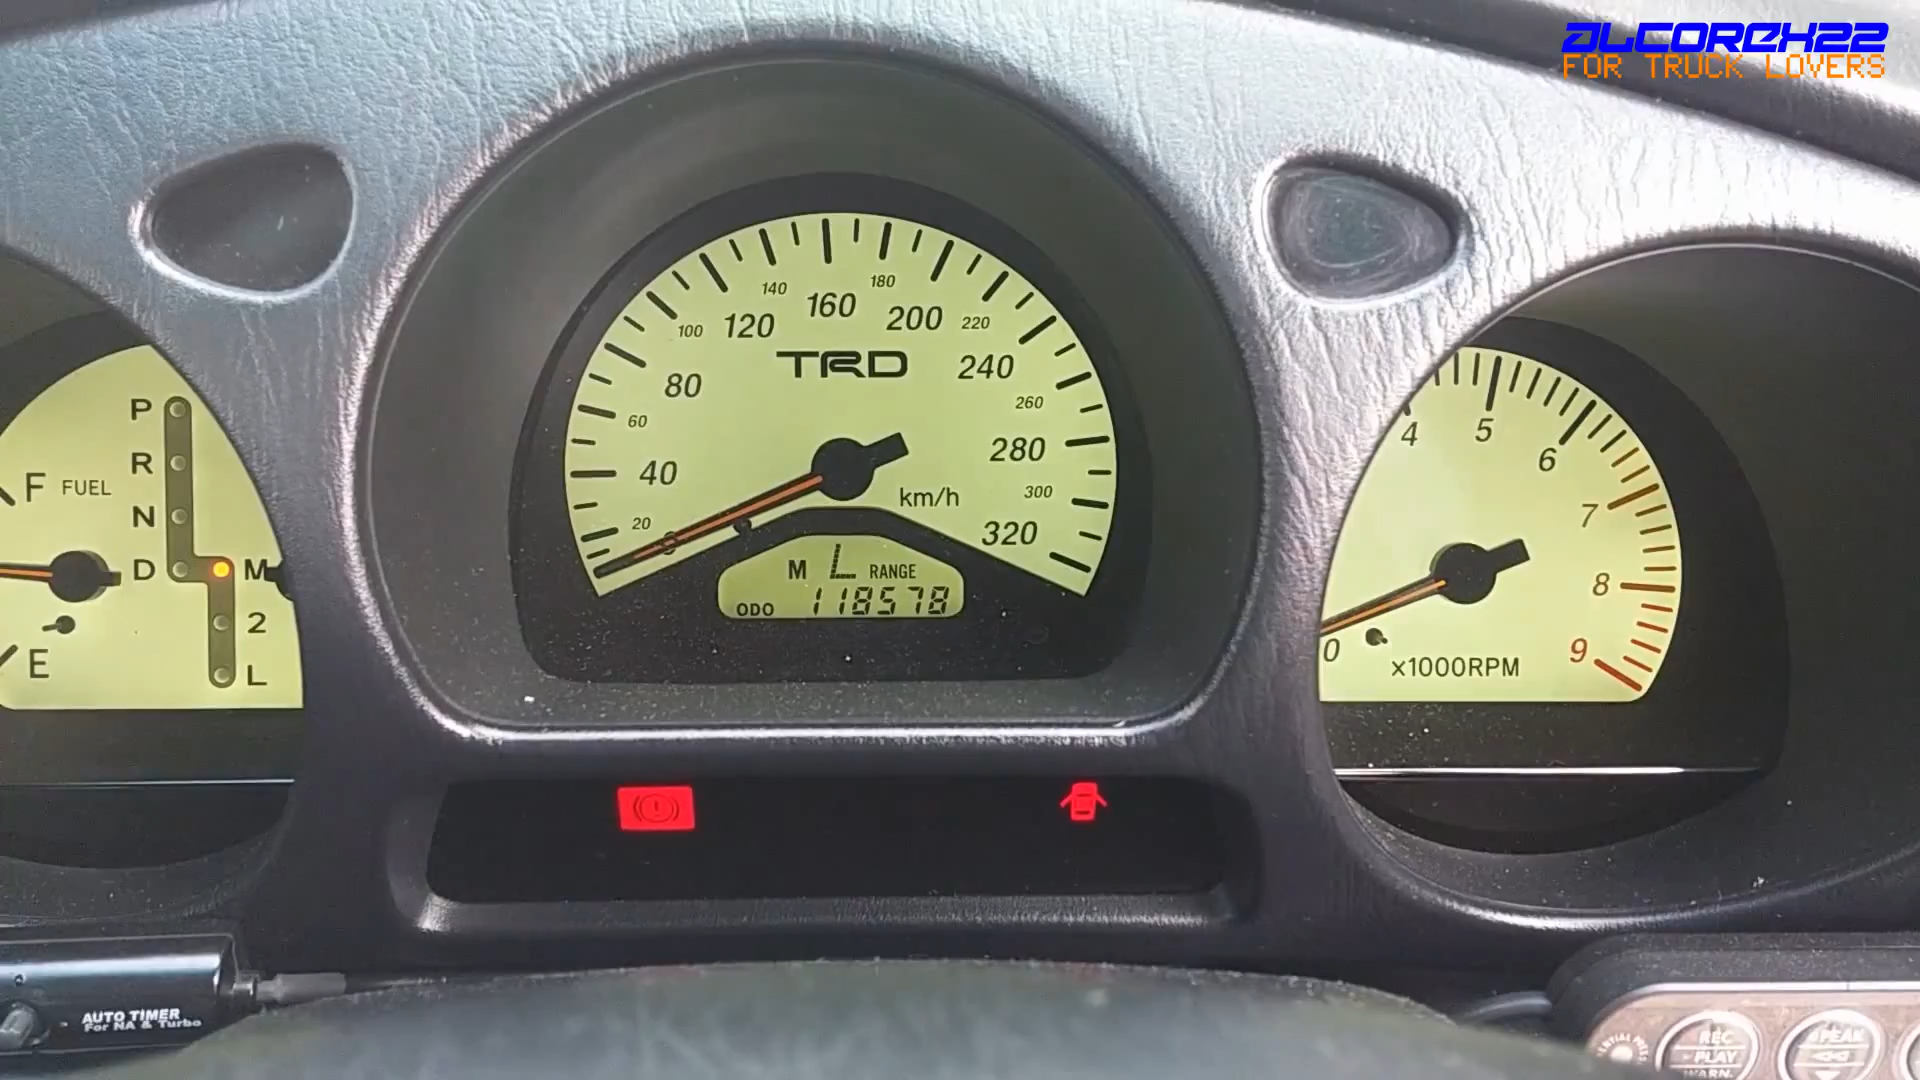 ALCOREX22
FOR TRUCK LOVERS
P
R
N
D M
2
L
F FUEL
E
20
40
60
80
100
120
140
160
180
200
220
240
260
280
300
320
TRD
km/h
M L RANGE
ODO 118578
0
4
5
6
7
8
9
x1000RPM
AUTO TIMER
For NA & Turbo
REC
PLAY
WARN.
PEAK